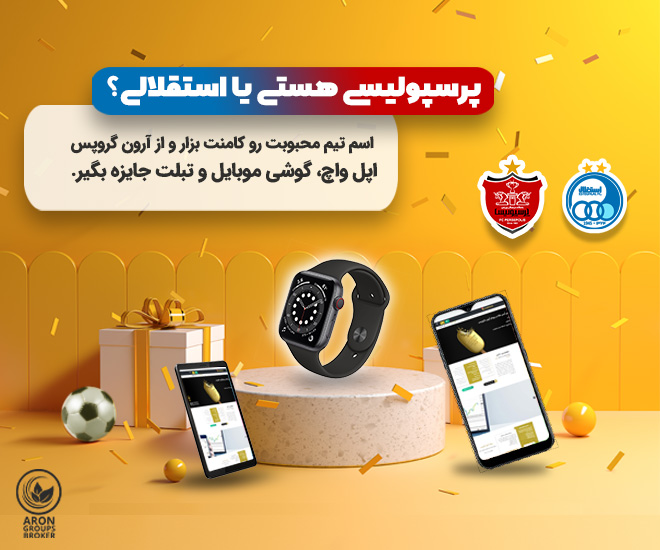 پرسپولیسی هستی یا استقلالی؟
اسم تیم محبوبت رو کامنت بزار و از آرون گروپس
اپل واچ، گوشی موبایل و تبلت جایزه بگیر.
ARON
GROUPS
BROKER